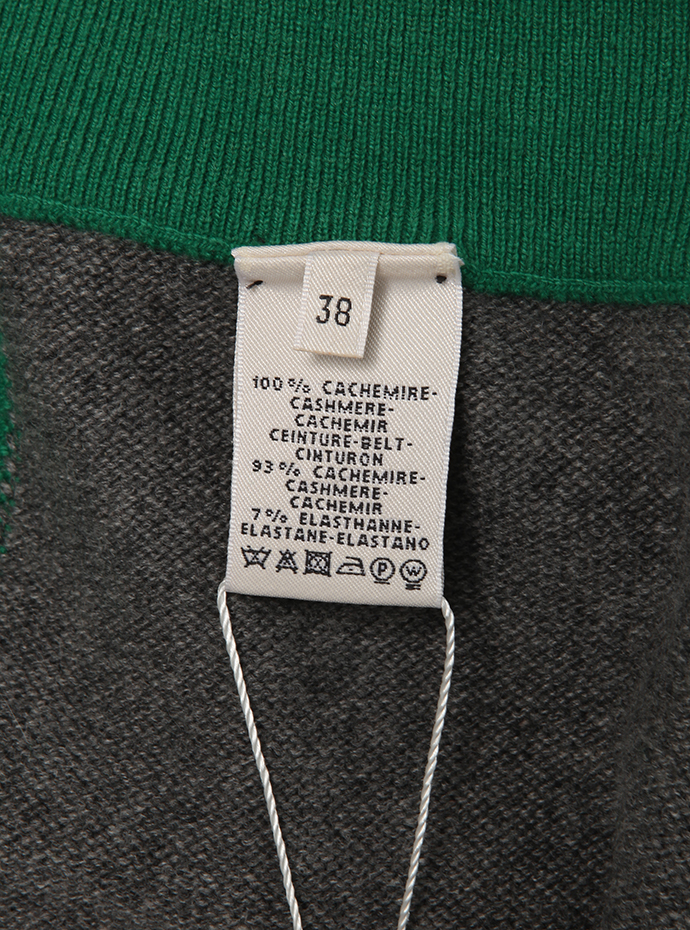 38
100% CACHEMIRE-
CASHMERE-
CACHEMIR
CEINTURE-BELT-
CINTURON
93% CACHEMIRE-
CASHMERE-
CACHEMIR
7% ELASTHANNE-
ELASTANE-ELASTANO
P W